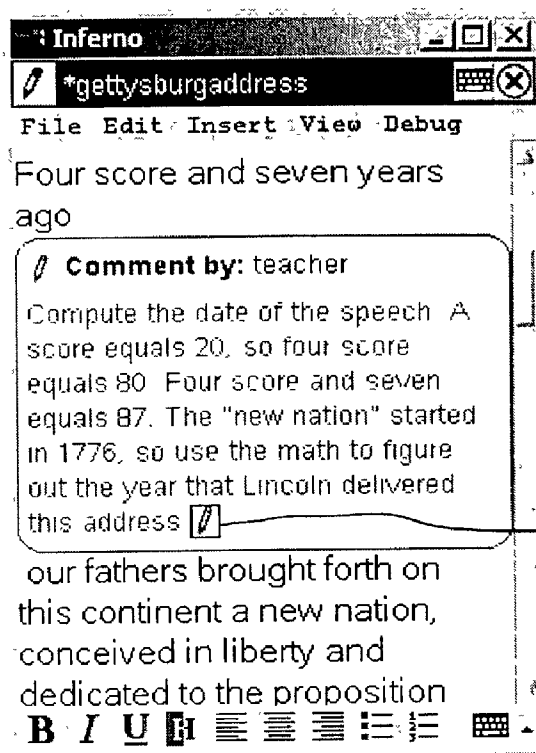 Inferno
*gettysburgaddress
File Edit Insert View Debug
Four score and seven years
ago
Comment by: teacher
Compute the date of the speech A
score equals 20, so four score
equals 80 Four score and seven
equals 87. The "new nation" started
in 1776, so use the math to figure
out the year that Lincoln delivered
this address
our fathers brought forth on
this continent a new nation,
conceived in liberty and
dedicated to the proposition
B I U H